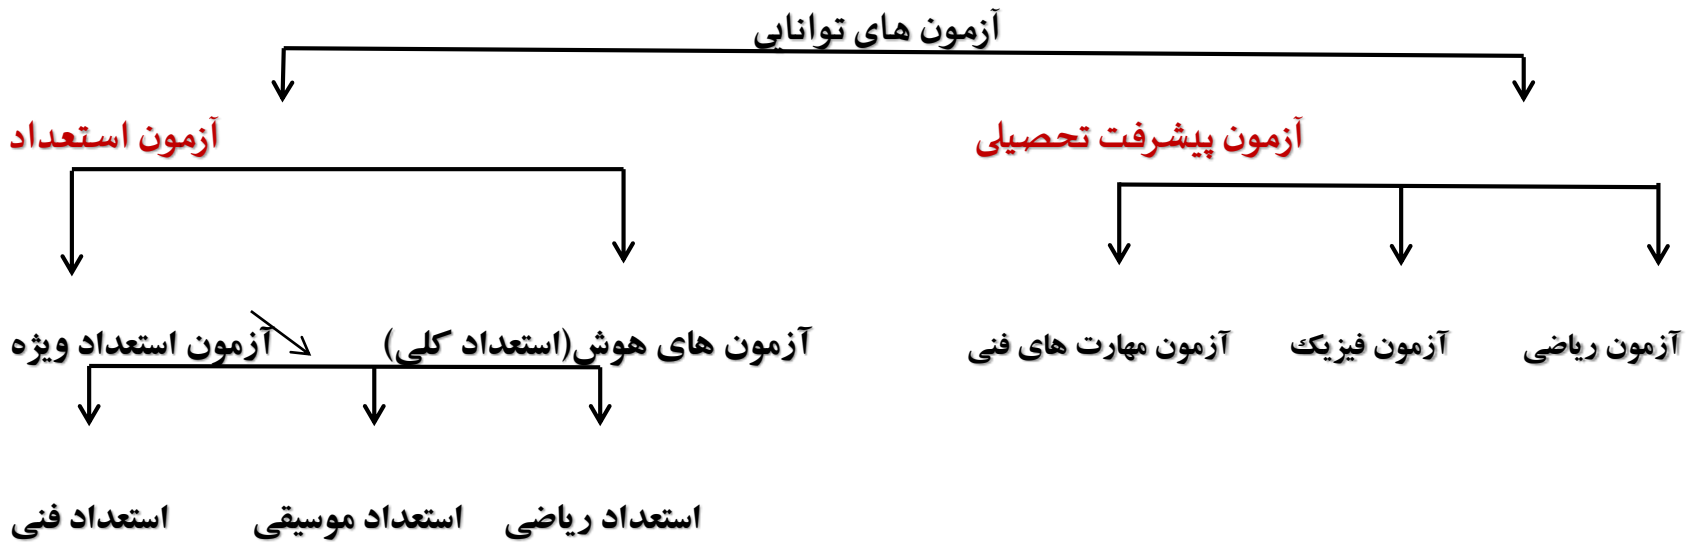 آزمون های توانایی
آزمون پیشرفت تحصیلی
آزمون استعداد
آزمون ریاضی
آزمون فیزیک
آزمون مهارت های فنی
آزمون های هوش(استعداد کلی)
آزمون استعداد ویژه
استعداد ریاضی
استعداد موسیقی
استعداد فنی